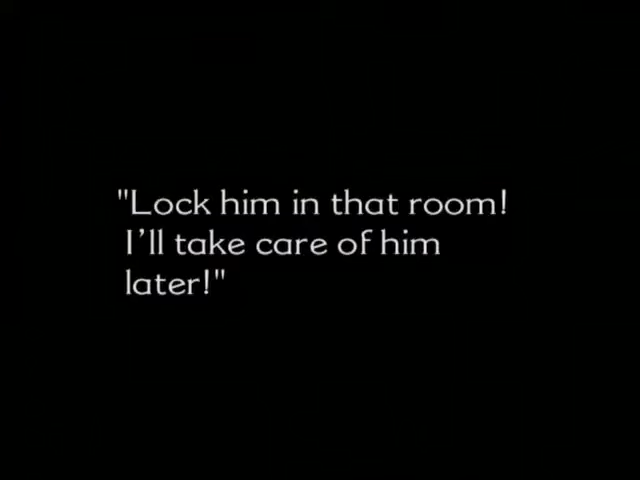 "Lock him in that room!
I’ll take care of him
later!"